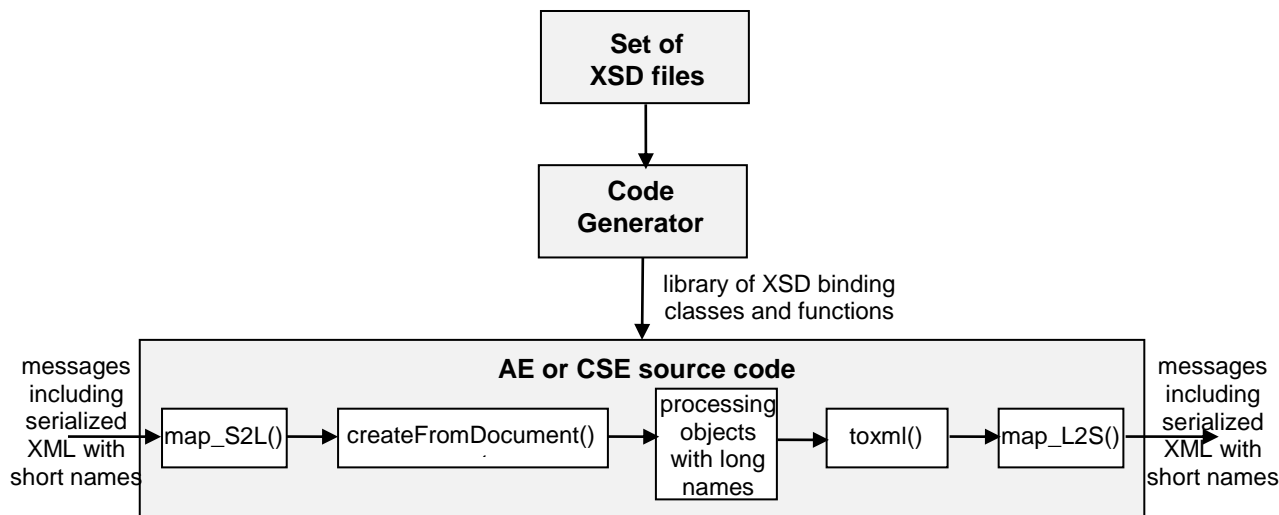 Set of
XSD files
Code
Generator
library of XSD binding
classes and functions
AE or CSE source code
messages
including
serialized
XML with
short names
map_S2L()
createFromDocument()
processing
objects
with long
names
toxml()
map_L2S()
messages
including
serialized
XML with
short names